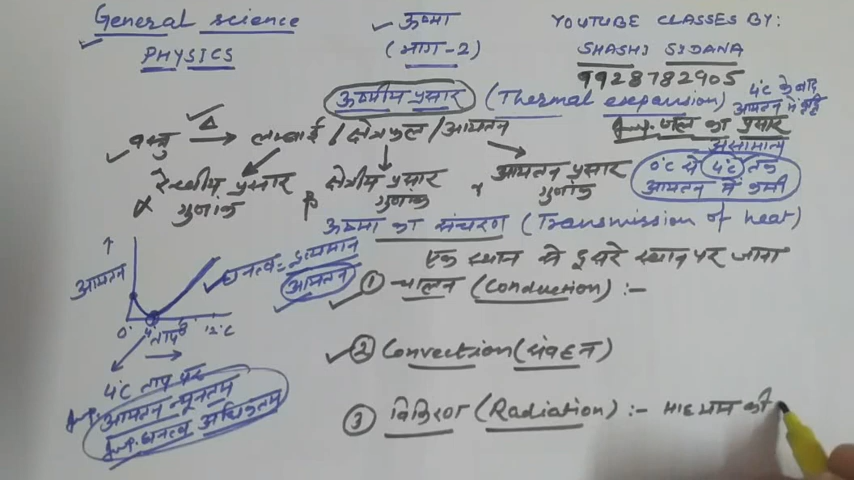 General science
PHYSICS
ऊष्मा
(भाग-2)
YOUTUBE CLASSES BY:
SHASHI SIDANA
9928782905
ऊष्मीय प्रसार (Thermal expansion)
4°C के बाद
आयतन में वृद्धि
Imp. जल का प्रसार
असामान्य
0°C से 4°C तक
आयतन में कमी
वस्तु Δ → लम्बाई/क्षेत्रफल/आयतन
रेखीय प्रसार
गुणांक
α
क्षेत्रीय प्रसार
गुणांक
β
आयतन प्रसार
गुणांक
γ
ऊष्मा का संचरण (Transmission of heat)
एक स्थान से दूसरे स्थान पर जाना
आयतन
घनत्व = द्रव्यमान
आयतन
0° 4° 8° 12°C
ताप
4°C ताप पर
आयतन न्यूनतम
Imp. घनत्व अधिकतम
① चालन (Conduction) :-
② Convection (संवहन)
③ विकिरण (Radiation) :- माध्यम की